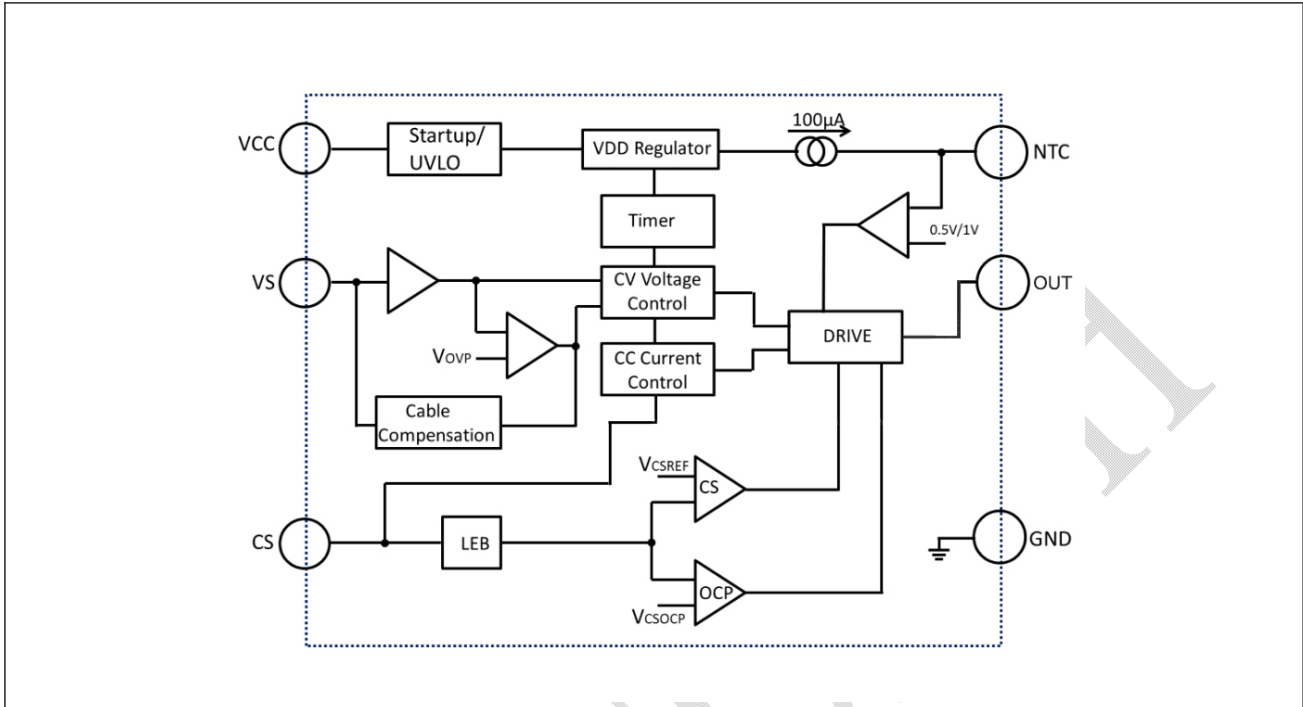 100µA
VCC
Startup/
UVLO
VDD Regulator
NTC
Timer
0.5V/1V
VS
CV Voltage
Control
OUT
VOVP
CC Current
Control
DRIVE
Cable
Compensation
VCSREF
CS
CS
LEB
GND
OCP
VCSOCP